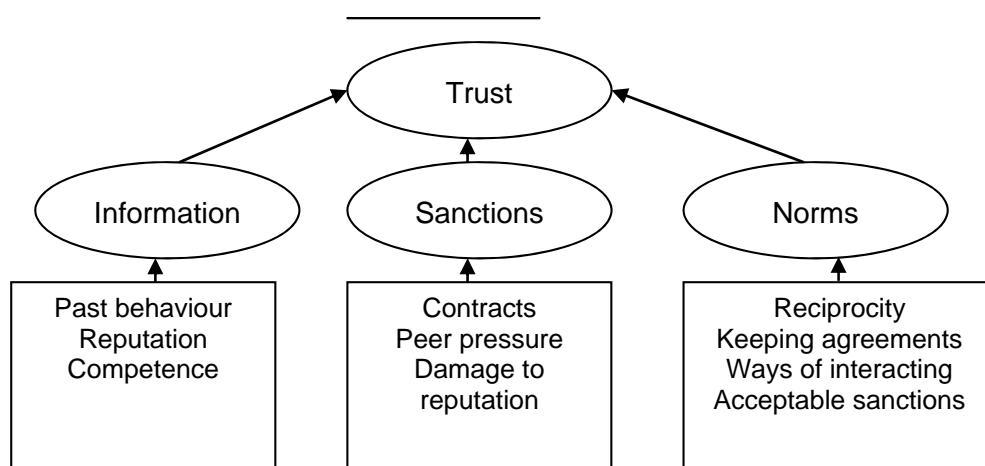 Trust
Information
Sanctions
Norms
Past behaviour
Reputation
Competence
Contracts
Peer pressure
Damage to
reputation
Reciprocity
Keeping agreements
Ways of interacting
Acceptable sanctions